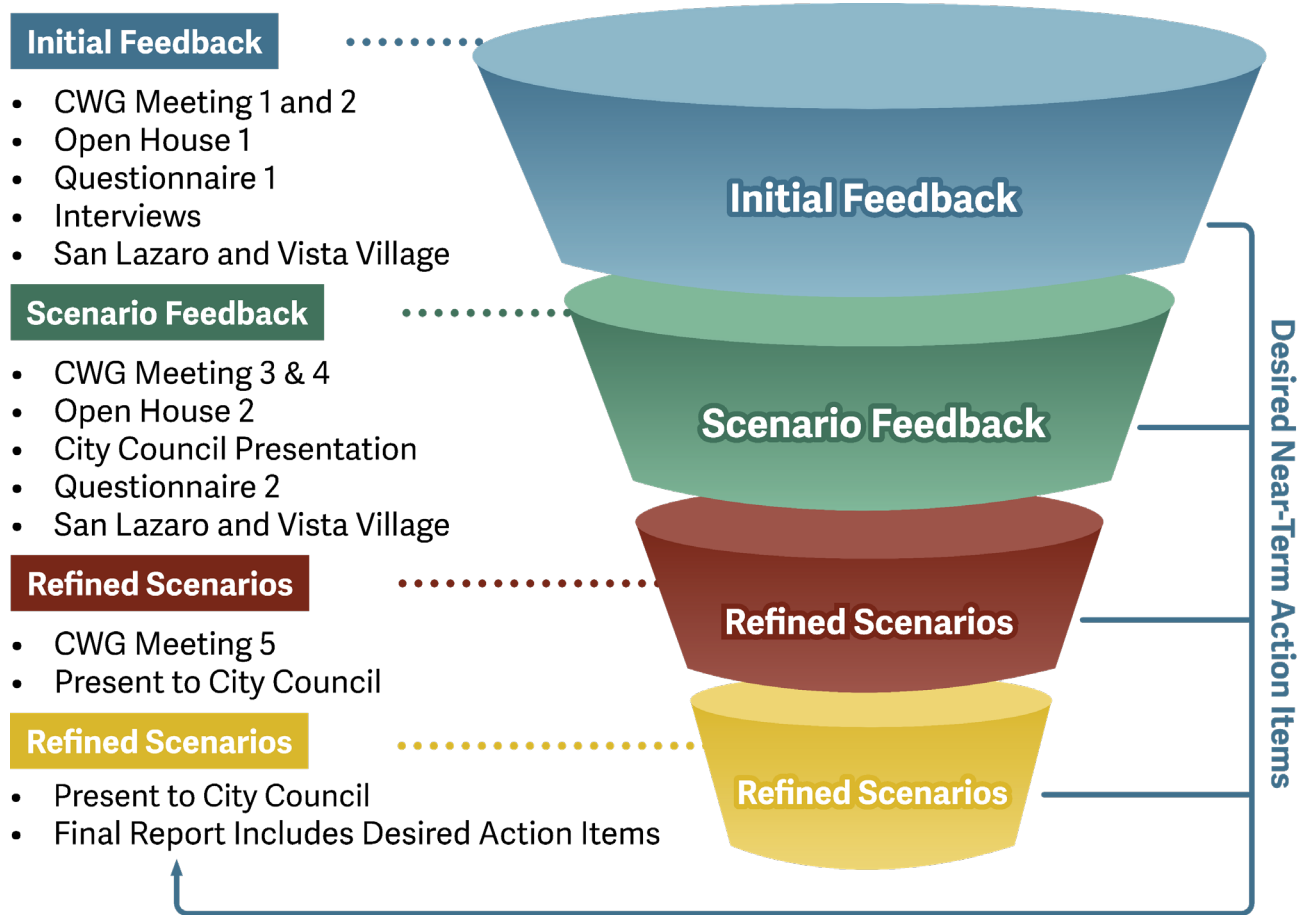 Initial Feedback
• CWG Meeting 1 and 2
• Open House 1
• Questionnaire 1
• Interviews
• San Lazaro and Vista Village
Scenario Feedback
• CWG Meeting 3 & 4
• Open House 2
• City Council Presentation
• Questionnaire 2
• San Lazaro and Vista Village
Refined Scenarios
• CWG Meeting 5
• Present to City Council
Refined Scenarios
• Present to City Council
• Final Report Includes Desired Action Items
Initial Feedback
Scenario Feedback
Refined Scenarios
Refined Scenarios
Desired Near-Term Action Items